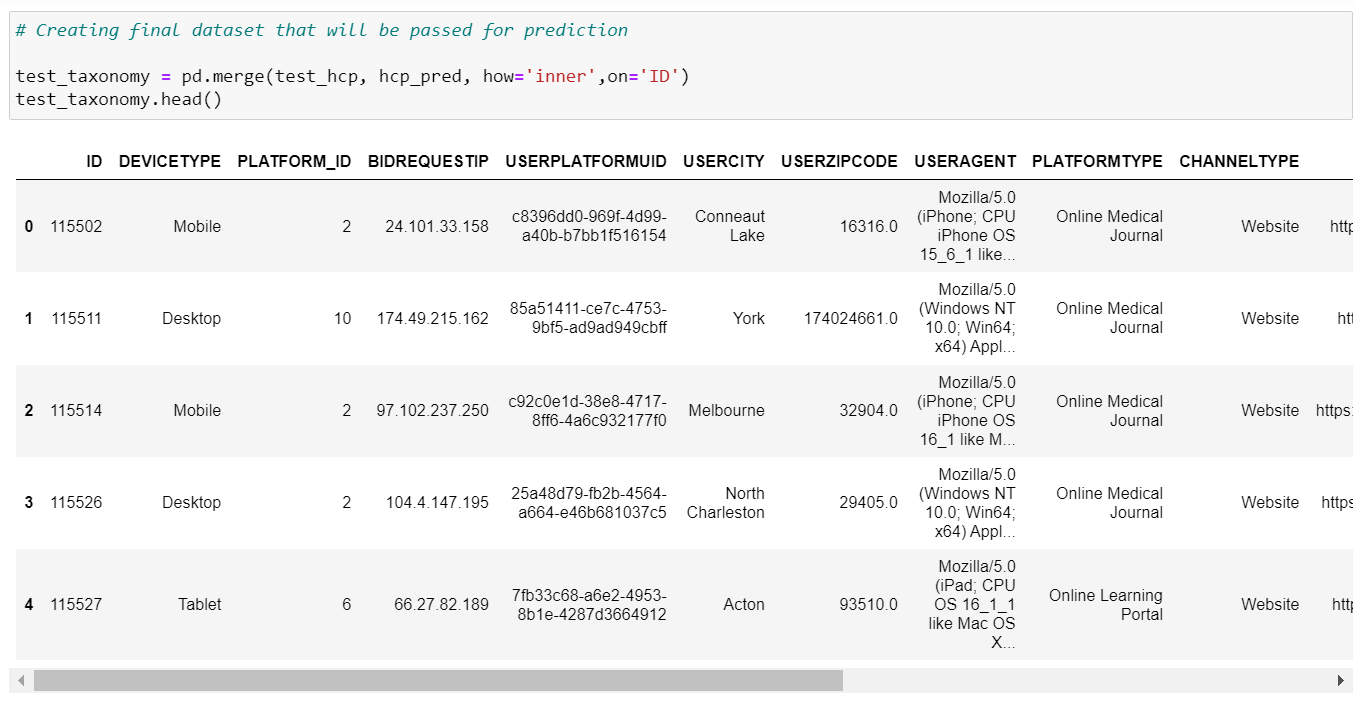 # Creating final dataset that will be passed for prediction
test_taxonomy = pd.merge(test_hcp, hcp_pred, how='inner',on='ID')
test_taxonomy.head()
ID DEVICETYPE PLATFORM_ID BIDREQUESTIP USERPLATFORMUID USERCITY USERZIPCODE USERAGENT PLATFORMTYPE CHANNELTYPE
0 115502 Mobile 2 24.101.33.158 c8396dd0-969f-4d99-a40b-b7bb1f516154 Conneaut Lake 16316.0 Mozilla/5.0 (iPhone; CPU iPhone OS 15_6_1 like... Online Medical Journal Website http
1 115511 Desktop 10 174.49.215.162 85a51411-ce7c-4753-9bf5-ad9ad949cbff York 174024661.0 Mozilla/5.0 (Windows NT 10.0; Win64; x64) Appl... Online Medical Journal Website htt
2 115514 Mobile 2 97.102.237.250 c92c0e1d-38e8-4717-8ff6-4a6c932177f0 Melbourne 32904.0 Mozilla/5.0 (iPhone; CPU iPhone OS 16_1 like M... Online Medical Journal Website https:
3 115526 Desktop 2 104.4.147.195 25a48d79-fb2b-4564-a664-e46b681037c5 North Charleston 29405.0 Mozilla/5.0 (Windows NT 10.0; Win64; x64) Appl... Online Medical Journal Website https
4 115527 Tablet 6 66.27.82.189 7fb33c68-a6e2-4953-8b1e-4287d3664912 Acton 93510.0 Mozilla/5.0 (iPad; CPU OS 16_1_1 like Mac OS X... Online Learning Portal Website htt